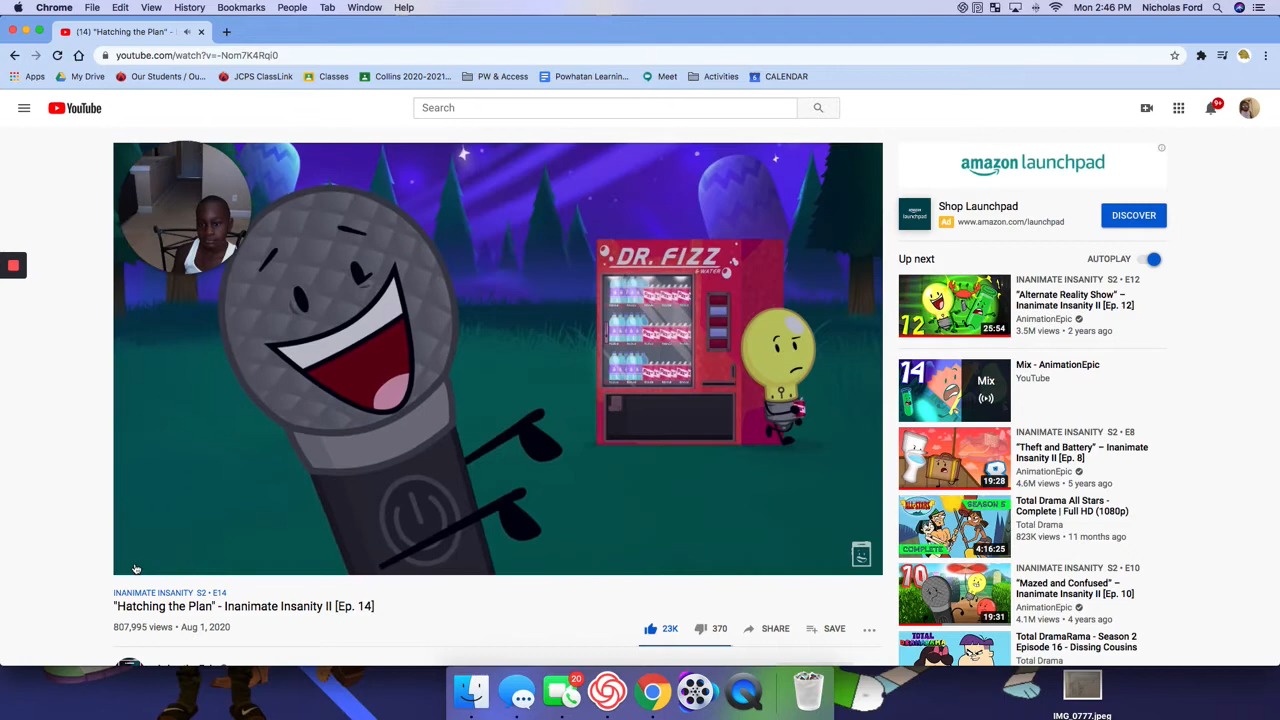 Chrome File Edit View History Bookmarks People Tab Window Help Mon 2:46 PM Nicholas Ford
(14) "Hatching the Plan" -
youtube.com/watch?v=-Nom7K4Rqi0
Apps My Drive Our Students / Ou... JCPS ClassLink Classes Collins 2020-2021... PW & Access Powhatan Learnin... Meet Activities CALENDAR
YouTube Search 9+
DR. FIZZ
& WATER
INANIMATE INSANITY S2 • E14
"Hatching the Plan" - Inanimate Insanity II [Ep. 14]
807,995 views • Aug 1, 2020
23K 370 SHARE SAVE
amazon launchpad
Shop Launchpad
Ad www.amazon.com/launchpad
DISCOVER
Up next AUTOPLAY
12
25:54
INANIMATE INSANITY S2 • E12
"Alternate Reality Show" –
Inanimate Insanity II [Ep. 12]
AnimationEpic
3.5M views • 2 years ago
14
Mix
Mix - AnimationEpic
YouTube
19:28
INANIMATE INSANITY S2 • E8
"Theft and Battery" – Inanimate
Insanity II [Ep. 8]
AnimationEpic
4.6M views • 5 years ago
SEASON 5
COMPLETE
4:16:25
Total Drama All Stars -
Complete | Full HD (1080p)
Total Drama
823K views • 11 months ago
10
19:31
INANIMATE INSANITY S2 • E10
"Mazed and Confused" –
Inanimate Insanity II [Ep. 10]
AnimationEpic
4.1M views • 4 years ago
TOTAL
Total DramaRama - Season 2
Episode 16 - Dissing Cousins
Total Drama
20
IMG_0777.jpeg